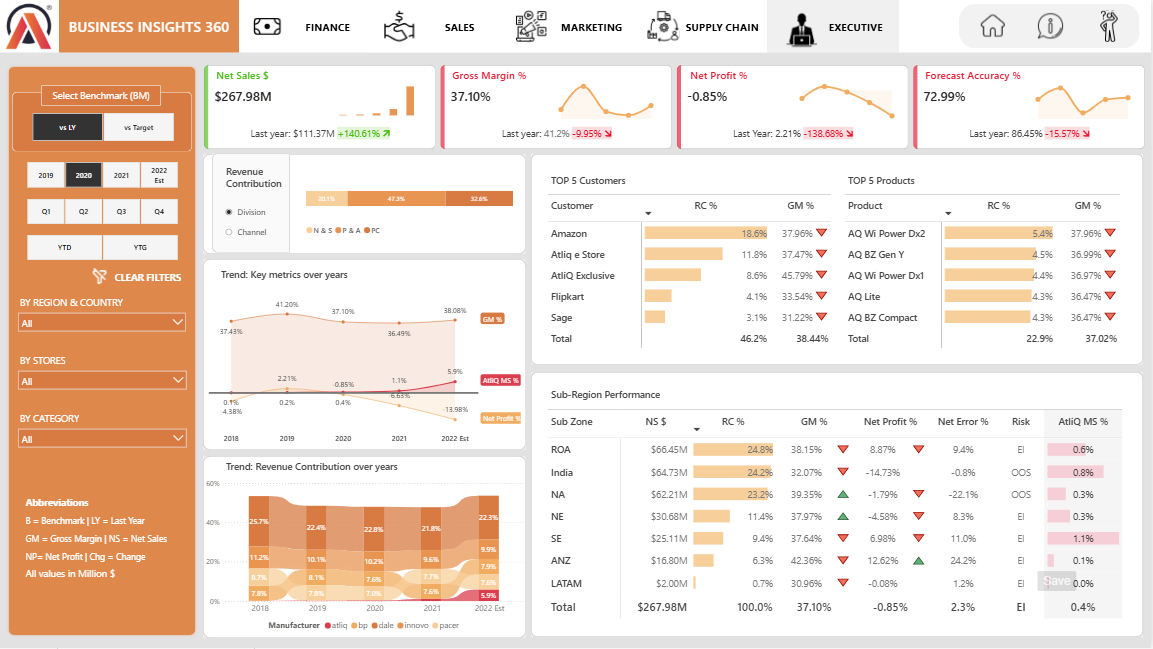 BUSINESS INSIGHTS 360
FINANCE
SALES
MARKETING
SUPPLY CHAIN
EXECUTIVE
Select Benchmark (BM)
vs LY
vs Target
2019
2020
2021
2022 Est
Q1
Q2
Q3
Q4
YTD
YTG
CLEAR FILTERS
BY REGION & COUNTRY
All
BY STORES
All
BY CATEGORY
All
Abbreviations
B = Benchmark | LY = Last Year
GM = Gross Margin | NS = Net Sales
NP= Net Profit | Chg = Change
All values in Million $
Net Sales $
$267.98M
Last year: $111.37M +140.61%
Gross Margin %
37.10%
Last year: 41.2% -9.95%
Net Profit %
-0.85%
Last Year: 2.21% -138.68%
Forecast Accuracy %
72.99%
Last year: 86.45% -15.57%
Revenue
Contribution
Division
Channel
20.1% 47.3% 32.6%
N & S P & A PC
Trend: Key metrics over years
37.43% 41.20% 37.10% 36.49% 38.08%
GM %
0.1% 0.2% 0.4% 1.1% 5.9%
AtliQ MS %
-4.38% 2.21% -0.85% -6.63% -13.98%
Net Profit %
2018 2019 2020 2021 2022 Est
Trend: Revenue Contribution over years
60%
40%
20%
0%
25.7% 22.4% 22.8% 21.8% 22.3%
11.2% 10.1% 10.2% 9.6% 9.9%
8.7% 8.1% 7.6% 7.7% 7.9%
7.8% 7.8% 7.0% 7.6% 7.6%
5.9%
2018 2019 2020 2021 2022 Est
Manufacturer atliq bp dale innovo pacer
TOP 5 Customers
Customer RC % GM %
Amazon 18.6% 37.96%
Atliq e Store 11.8% 37.47%
AtliQ Exclusive 8.6% 45.79%
Flipkart 4.1% 33.54%
Sage 3.1% 31.22%
Total 46.2% 38.44%
TOP 5 Products
Product RC % GM %
AQ Wi Power Dx2 5.4% 37.96%
AQ BZ Gen Y 4.5% 36.99%
AQ Wi Power Dx1 4.4% 36.97%
AQ Lite 4.3% 36.47%
AQ BZ Compact 4.3% 36.47%
Total 22.9% 37.02%
Sub-Region Performance
Sub Zone NS $ RC % GM % Net Profit % Net Error % Risk AtliQ MS %
ROA $66.45M 24.8% 38.15% 8.87% 9.4% EI 0.6%
India $64.73M 24.2% 32.07% -14.73% -0.8% OOS 0.8%
NA $62.21M 23.2% 39.35% -1.79% -22.1% OOS 0.3%
NE $30.68M 11.4% 37.97% -4.58% 8.3% EI 0.3%
SE $25.11M 9.4% 37.64% 6.98% 11.0% EI 1.1%
ANZ $16.80M 6.3% 42.36% 12.62% 24.2% EI 0.1%
LATAM $2.00M 0.7% 30.96% -0.08% 1.2% EI 0.0%
Save
Total $267.98M 100.0% 37.10% -0.85% 2.3% EI 0.4%